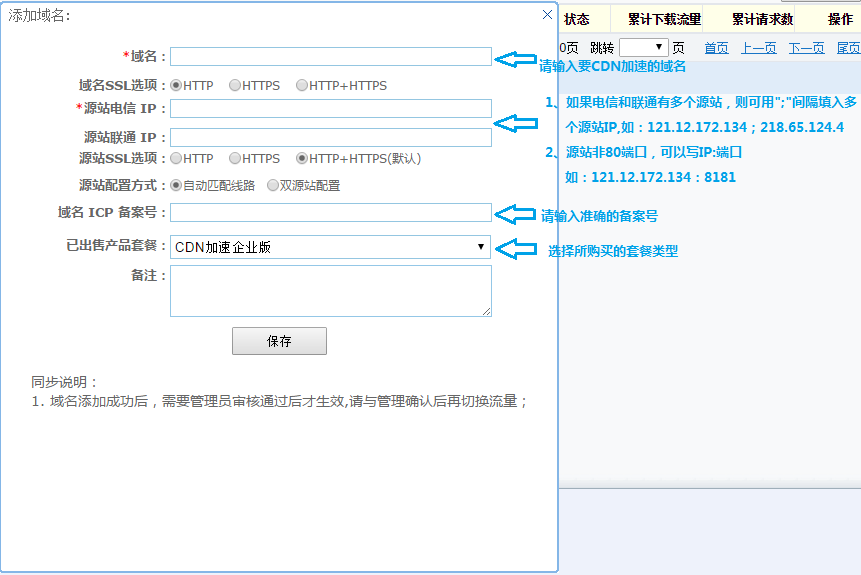 添加域名:
状态 累计下载流量 累计请求数 操作
0页 跳转 页 首页 上一页 下一页 尾页
*域名：
请输入要CDN加速的域名
域名SSL选项：HTTP HTTPS HTTP+HTTPS
*源站电信 IP：
1、如果电信和联通有多个源站，则可用";"间隔填入多
个源站IP,如：121.12.172.134；218.65.124.4
源站联通 IP：
2、源站非80端口，可以写IP:端口
源站SSL选项：HTTP HTTPS HTTP+HTTPS(默认)
如：121.12.172.134：8181
源站配置方式：自动匹配线路 双源站配置
域名 ICP 备案号：
请输入准确的备案号
已出售产品套餐：CDN加速企业版
选择所购买的套餐类型
备注：
保存
同步说明：
1. 域名添加成功后，需要管理员审核通过后才生效,请与管理确认后再切换流量；